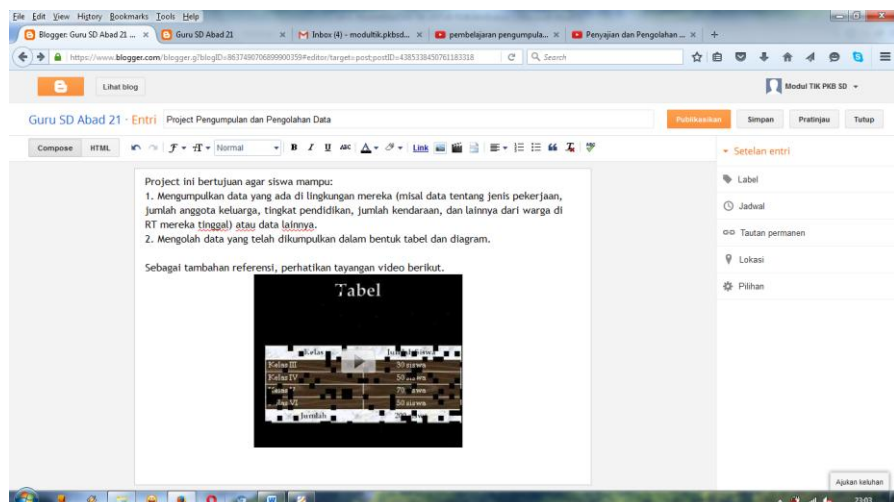 File Edit View History Bookmarks Tools Help
Blogger: Guru SD Abad 21 ... × Guru SD Abad 21 × Inbox (4) - modultik.pkbsd... × pembelajaran pengumpula... × Penyajian dan Pengolahan ... × +
https://www.blogger.com/blogger.g?blogID=8637490706899900359#editor/target=post;postID=4385338450761183318 Search
Lihat blog Modul TIK PKB SD
Guru SD Abad 21 · Entri Project Pengumpulan dan Pengolahan Data Publikasikan Simpan Pratinjau Tutup
Compose HTML Normal B I U ABC A Link
Setelan entri
Label
Jadwal
Tautan permanen
Lokasi
Pilihan
Project ini bertujuan agar siswa mampu:
1. Mengumpulkan data yang ada di lingkungan mereka (misal data tentang jenis pekerjaan,
jumlah anggota keluarga, tingkat pendidikan, jumlah kendaraan, dan lainnya dari warga di
RT mereka tinggal) atau data lainnya.
2. Mengolah data yang telah dikumpulkan dalam bentuk tabel dan diagram.
Sebagai tambahan referensi, perhatikan tayangan video berikut.
Tabel
Kelas
Kelas III 30 siswa
Kelas IV 50
50 siswa
Jumlah
Ajukan keluhan
23:03